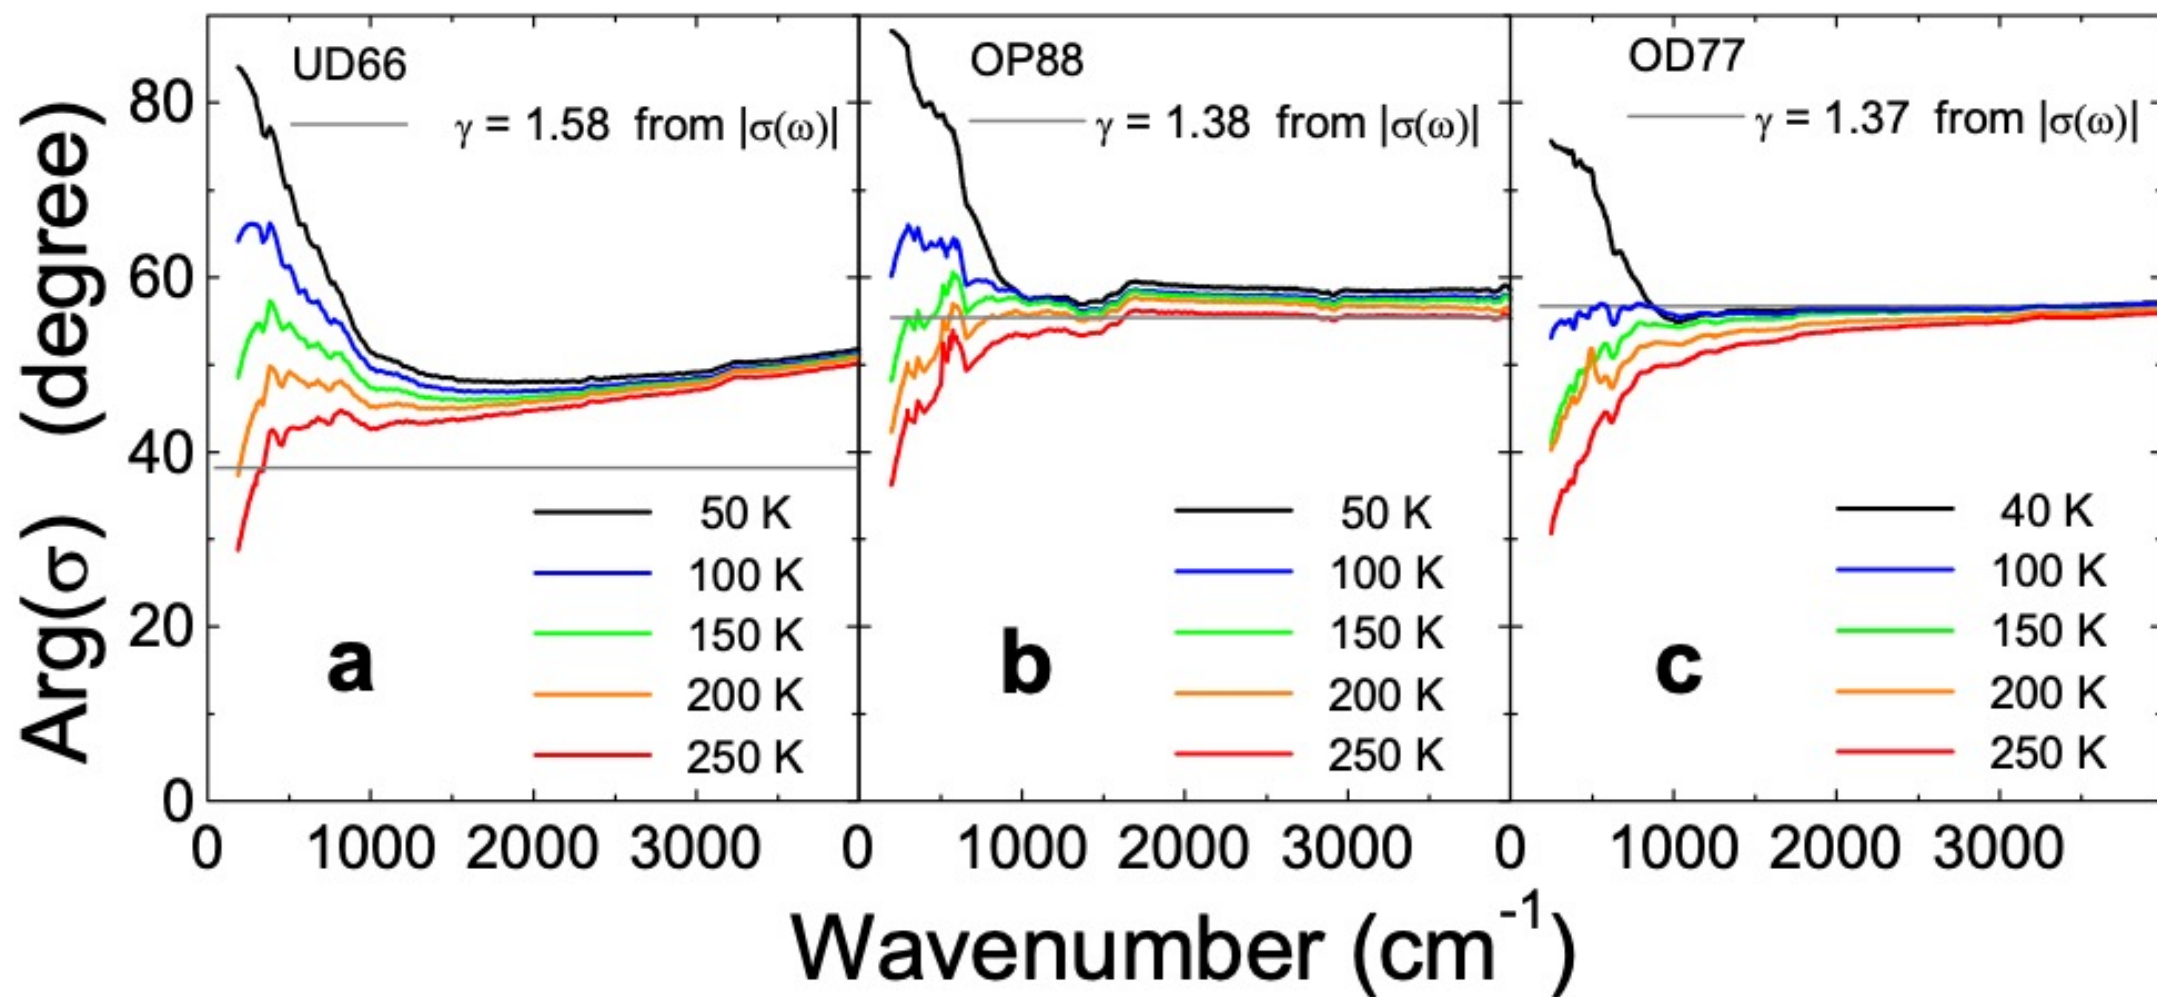 Arg(σ) (degree)
80
60
40
20
0
UD66
γ = 1.58 from |σ(ω)|
50 K
100 K
150 K
200 K
250 K
a
OP88
γ = 1.38 from |σ(ω)|
50 K
100 K
150 K
200 K
250 K
b
OD77
γ = 1.37 from |σ(ω)|
40 K
100 K
150 K
200 K
250 K
c
0 1000 2000 3000 0 1000 2000 3000 0 1000 2000 3000
Wavenumber (cm⁻¹)